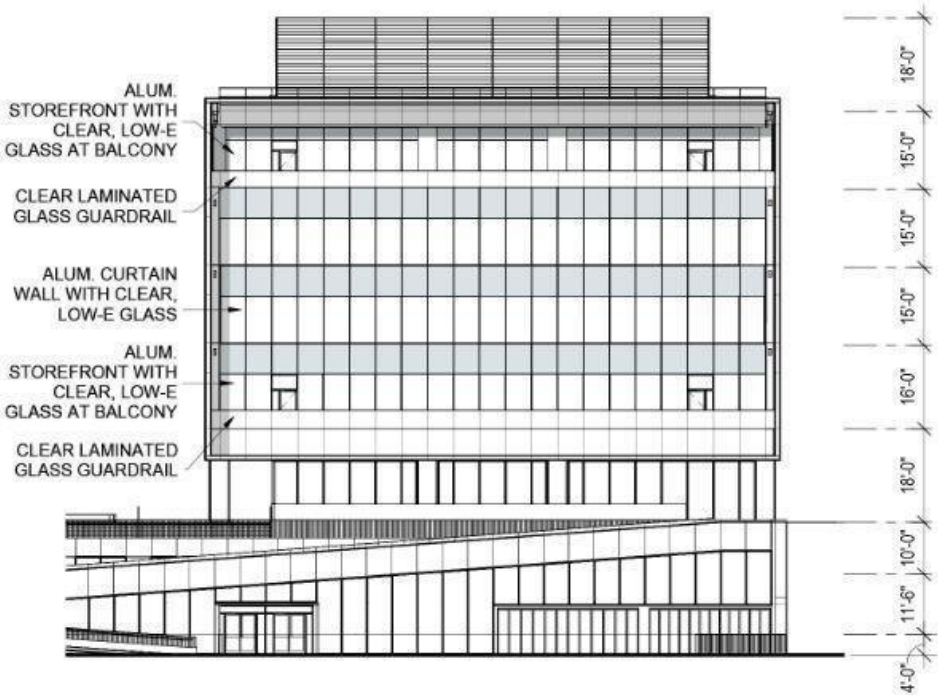 ALUM.
STOREFRONT WITH
CLEAR, LOW-E
GLASS AT BALCONY
CLEAR LAMINATED
GLASS GUARDRAIL
ALUM. CURTAIN
WALL WITH CLEAR,
LOW-E GLASS
ALUM.
STOREFRONT WITH
CLEAR, LOW-E
GLASS AT BALCONY
CLEAR LAMINATED
GLASS GUARDRAIL
18'-0"
15'-0"
15'-0"
15'-0"
16'-0"
18'-0"
10'-0"
11'-6"
4'-0"